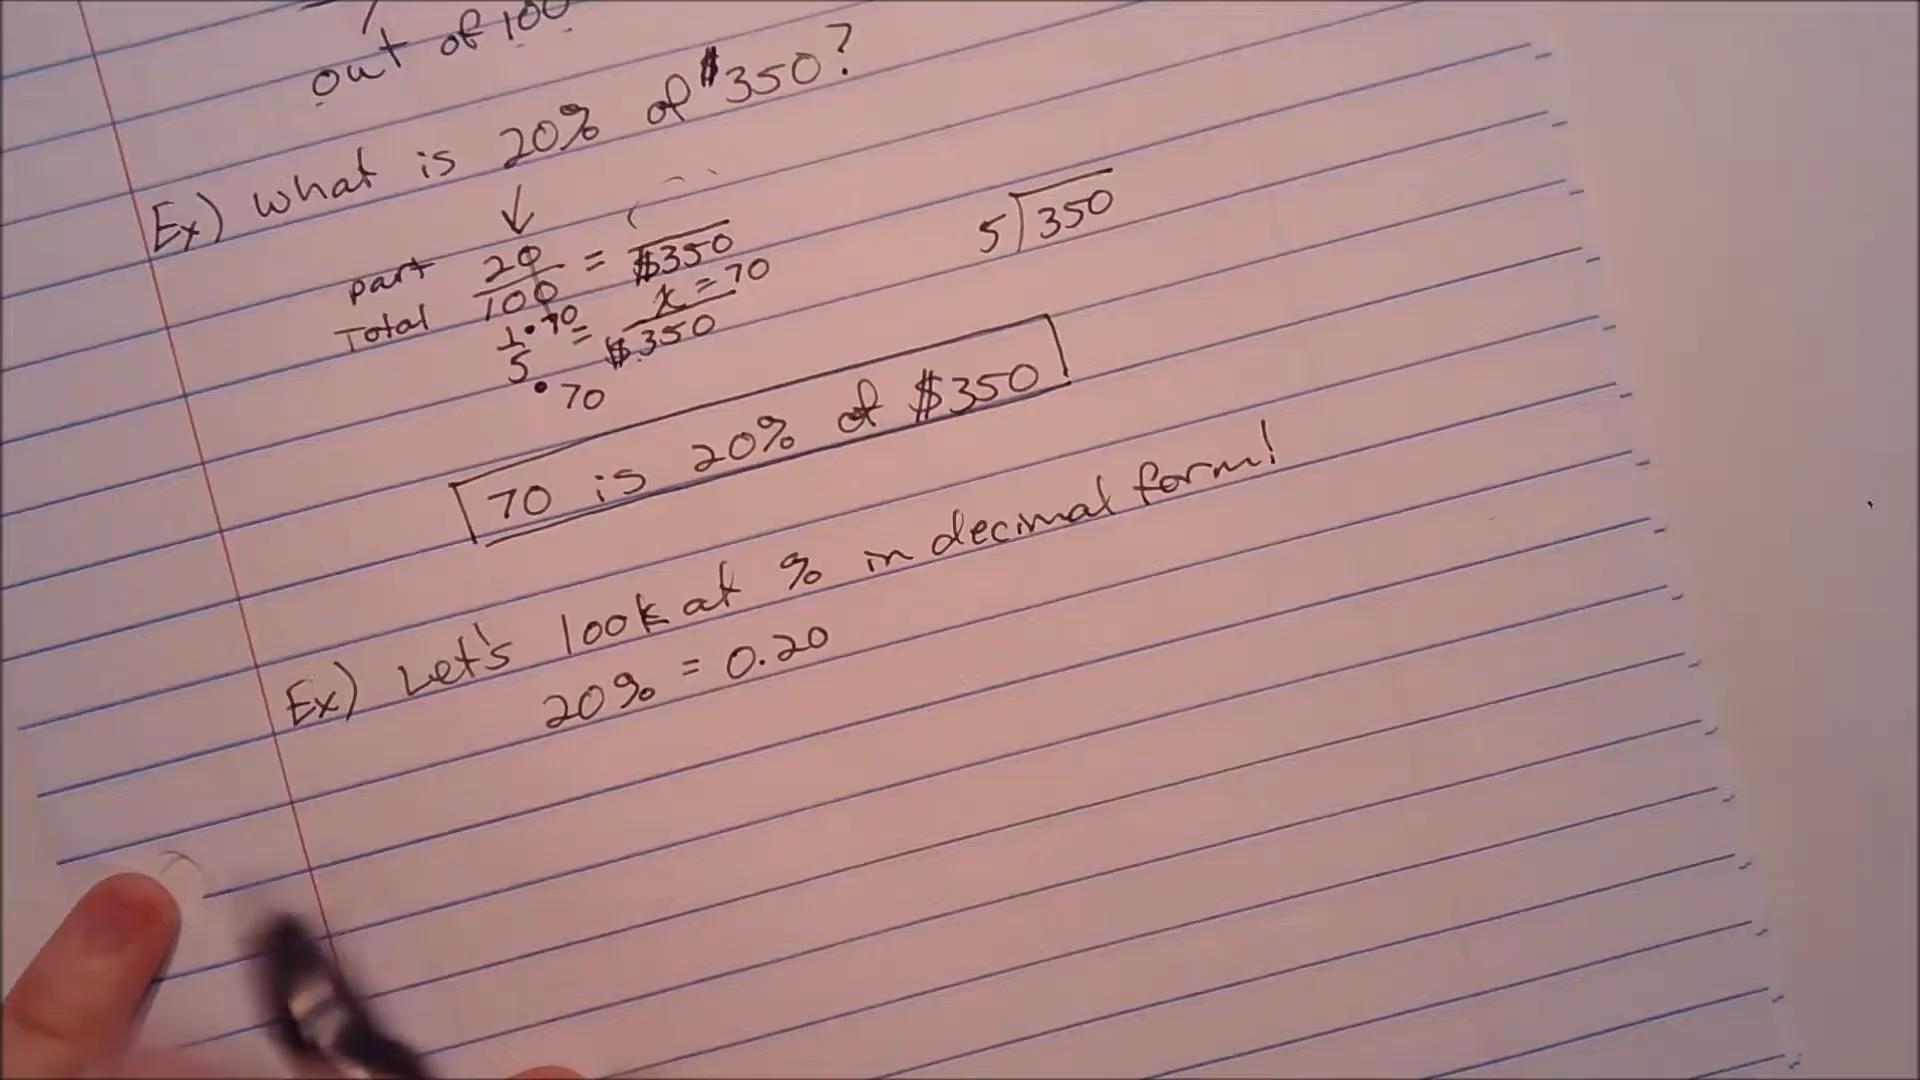 out of 100
Ex) What is 20% of $350?
↓
part 20 = $350
Total 100
1 • 70 = x = 70
5 $350
• 70
5)350
70 is 20% of $350
Ex) Let's look at % in decimal form!
20% = 0.20